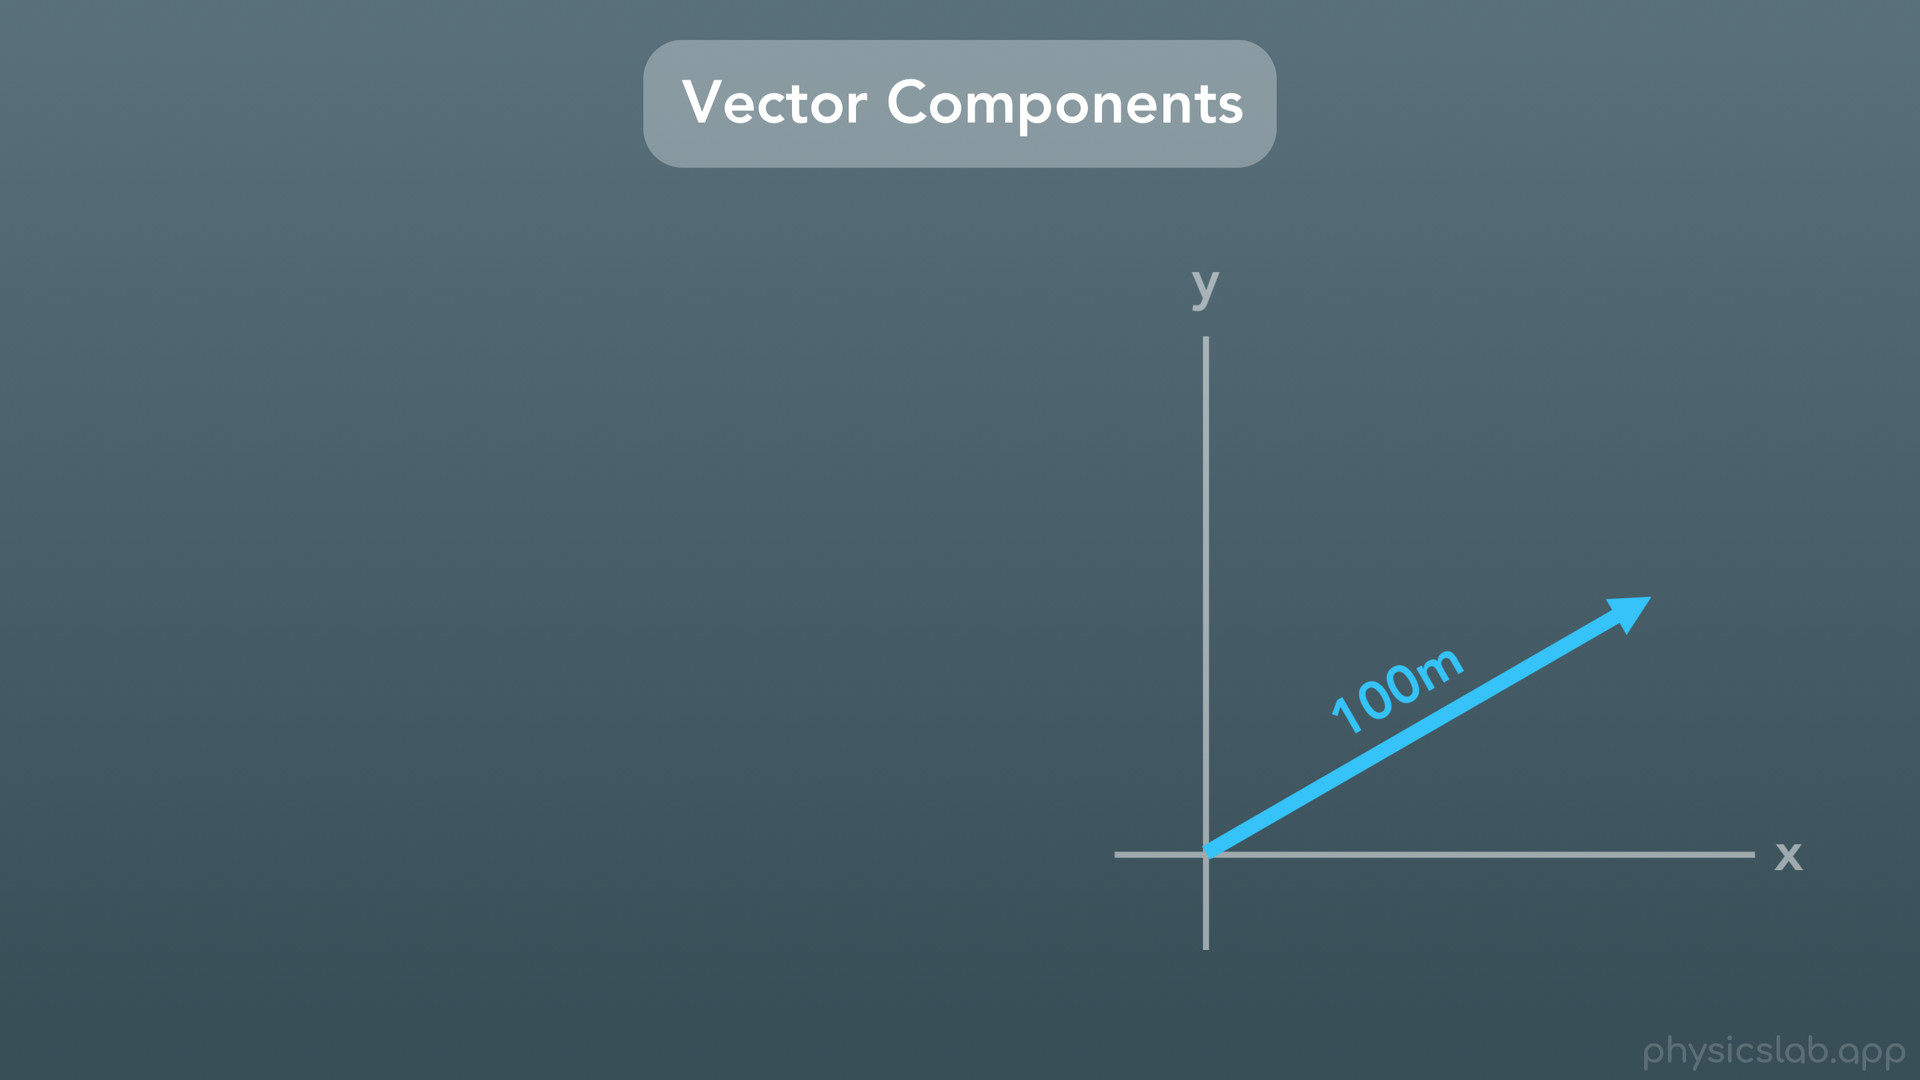 Vector Components
y
100m
x
physicslab.app